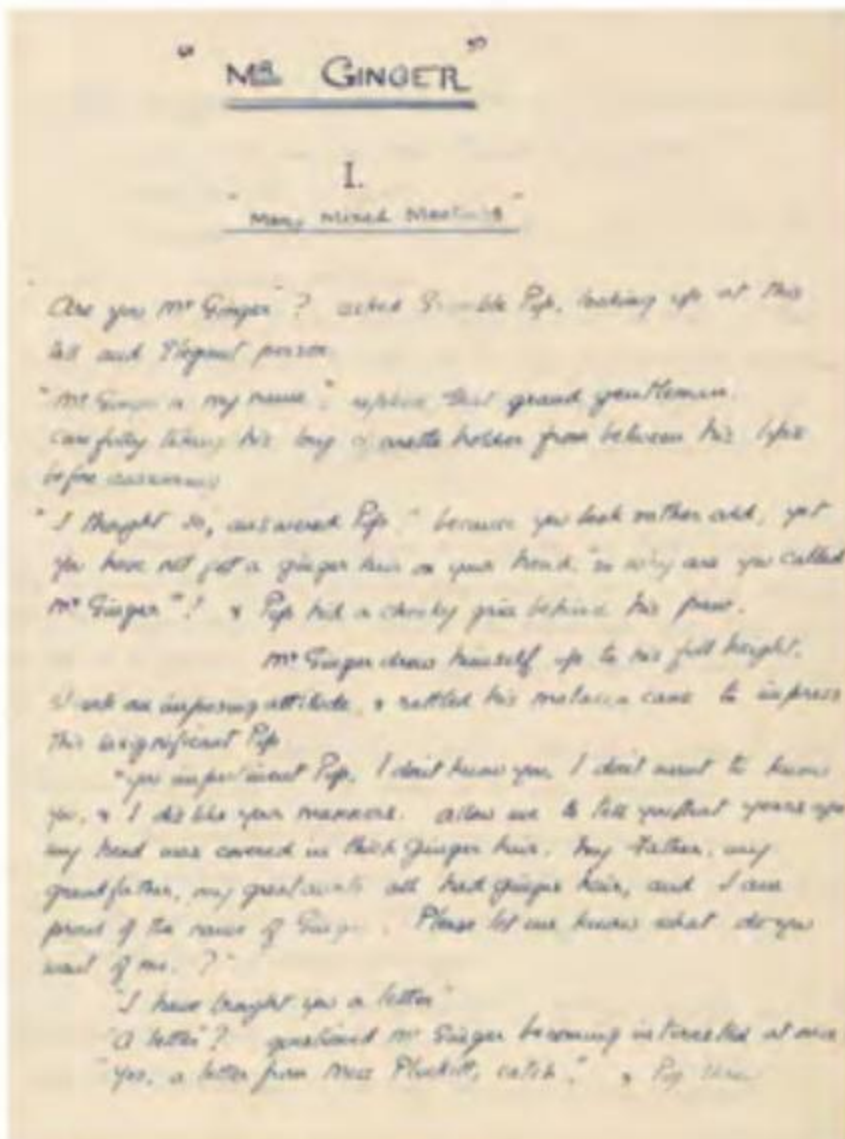 " MR GINGER "
I.
" Many Mixed Meetings "
"Are you Mr Ginger"? asked Pip, looking up at this
tall and Elegant person.
"Mr Ginger is my name", replied that grand gentleman.
carefully taking his long cigarette holder from between his lips
before answering
"I thought so, answered Pip," because you look rather odd, yet
you have not got a ginger hair on your head, "so why are you called
Mr Ginger"? & Pip hid a cheeky grin behind his paw.
Mr Ginger drew himself up to his full height,
struck an imposing attitude, & rattled his malacca cane to impress
this insignificant Pip
"you impertinent Pip, I don't know you, I don't want to know
you, & I dislike your manners. allow me to tell you that years ago
my head was covered in thick Ginger hair. My Father, my
grandfather, my great aunts all had ginger hair, and I am
proud of the name of Ginger. Please let me know what do you
want of me. ?"
"I have brought you a letter"
"A letter"? questioned Mr Ginger becoming interested at once
"Yes, a letter from Miss catch." & Pip threw